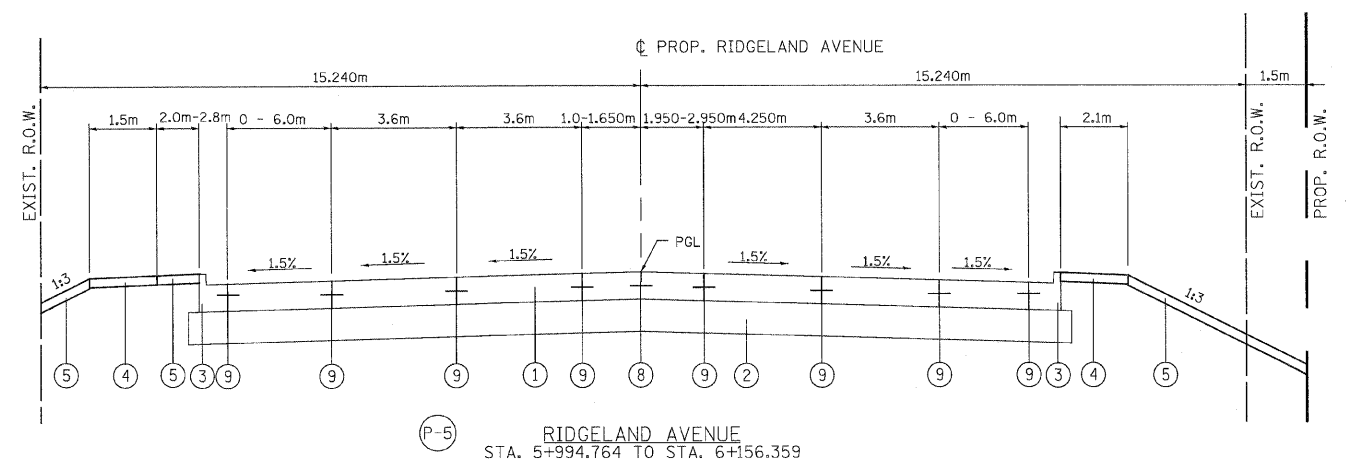 ℄ PROP. RIDGELAND AVENUE
15.240m 15.240m 1.5m
1.5m 2.0m-2.8m 0 - 6.0m 3.6m 3.6m 1.0-1.650m 1.950-2.950m 4.250m 3.6m 0 - 6.0m 2.1m
EXIST. R.O.W.
EXIST. R.O.W.
PROP. R.O.W.
PGL
1:3 1.5% 1.5% 1.5% 1.5% 1.5% 1.5% 1:3
5 4 5 3 9 9 9 1 9 8 9 2 9 9 9 3 4 5
P-5 RIDGELAND AVENUE
STA. 5+994.764 TO STA. 6+156.359